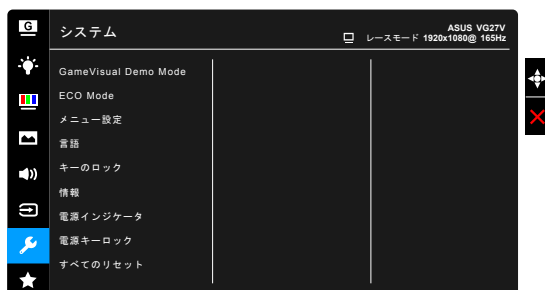 G
システム
ASUS VG27V
レースモード 1920x1080@ 165Hz
GameVisual Demo Mode
ECO Mode
メニュー設定
言語
キーのロック
情報
電源インジケータ
電源キーロック
すべてのリセット